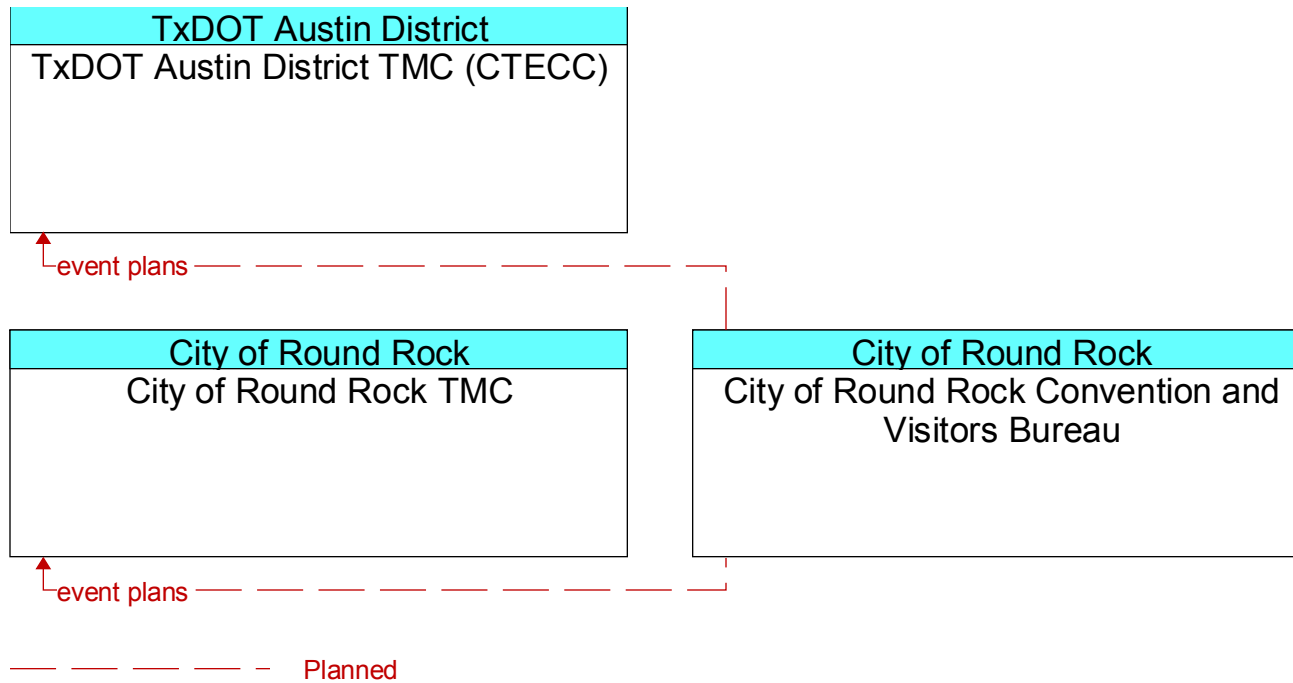 TxDOT Austin District
TxDOT Austin District TMC (CTECC)
event plans
City of Round Rock
City of Round Rock TMC
City of Round Rock
City of Round Rock Convention and
Visitors Bureau
event plans
Planned